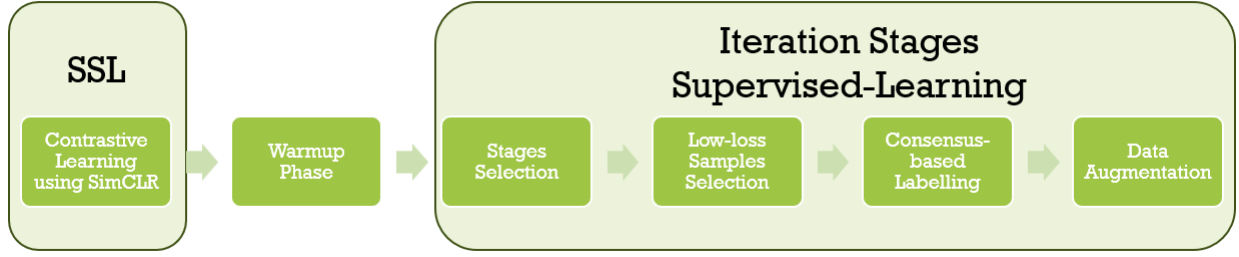 SSL
Contrastive
Learning
using SimCLR
Warmup
Phase
Iteration Stages
Supervised-Learning
Stages
Selection
Low-loss
Samples
Selection
Consensus-
based
Labelling
Data
Augmentation